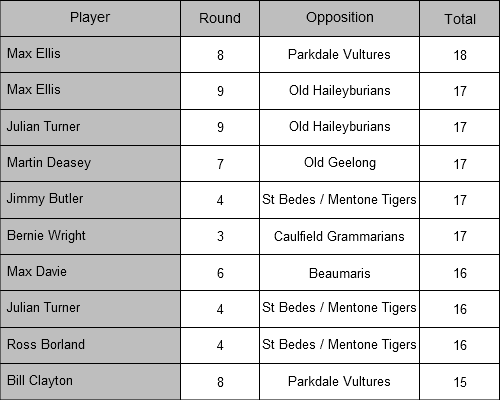 Player Round Opposition Total
Max Ellis 8 Parkdale Vultures 18
Max Ellis 9 Old Haileyburians 17
Julian Turner 9 Old Haileyburians 17
Martin Deasey 7 Old Geelong 17
Jimmy Butler 4 St Bedes / Mentone Tigers 17
Bernie Wright 3 Caulfield Grammarians 17
Max Davie 6 Beaumaris 16
Julian Turner 4 St Bedes / Mentone Tigers 16
Ross Borland 4 St Bedes / Mentone Tigers 16
Bill Clayton 8 Parkdale Vultures 15